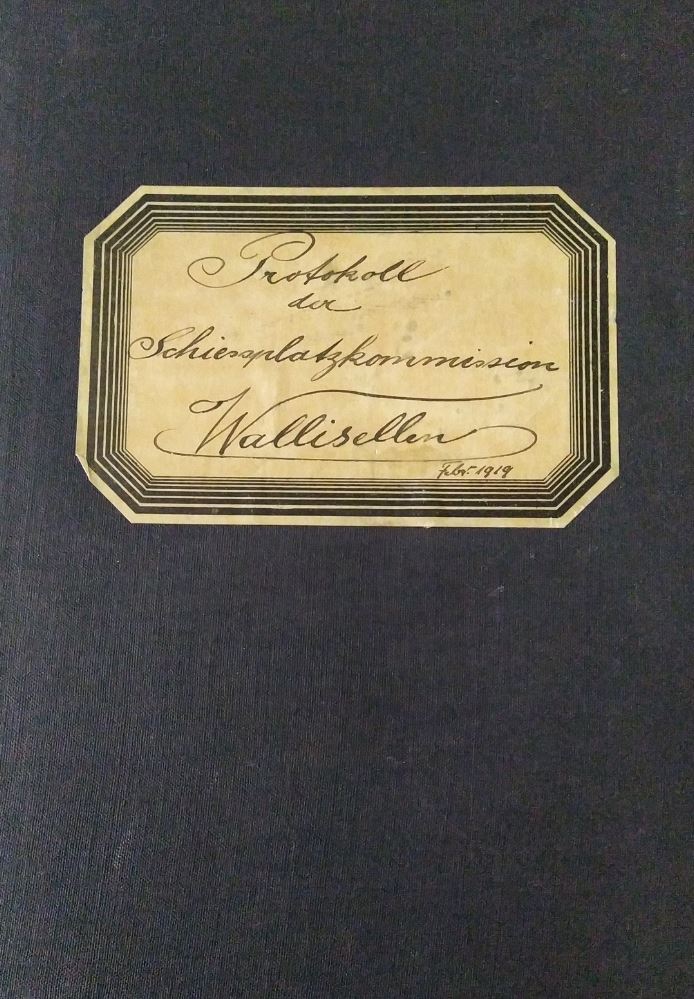 Protokoll
der
Schiessplatzkommission
Wallisellen
Febr. 1919